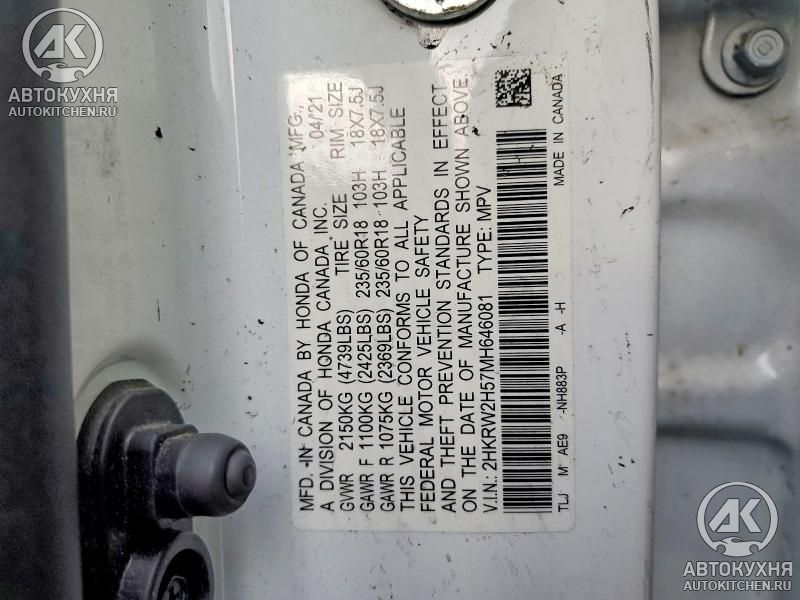 MFD. IN CANADA BY HONDA OF CANADA MFG.,
A DIVISION OF HONDA CANADA INC. 04/'21
GVWR 2150KG (4739LBS) TIRE SIZE RIM SIZE
GAWR F 1100KG (2425LBS) 235/60R18 103H 18X7.5J
GAWR R 1075KG (2369LBS) 235/60R18 103H 18X7.5J
THIS VEHICLE CONFORMS TO ALL APPLICABLE
FEDERAL MOTOR VEHICLE SAFETY
AND THEFT PREVENTION STANDARDS IN EFFECT
ON THE DATE OF MANUFACTURE SHOWN ABOVE.
V.I.N.: 2HKRW2H57MH646081 TYPE: MPV
TLJ M AE9 -NH883P -A -H MADE IN CANADA
АК
АВТОКУХНЯ
AUTOKITCHEN.RU
АК
АВТОКУХНЯ
AUTOKITCHEN.RU